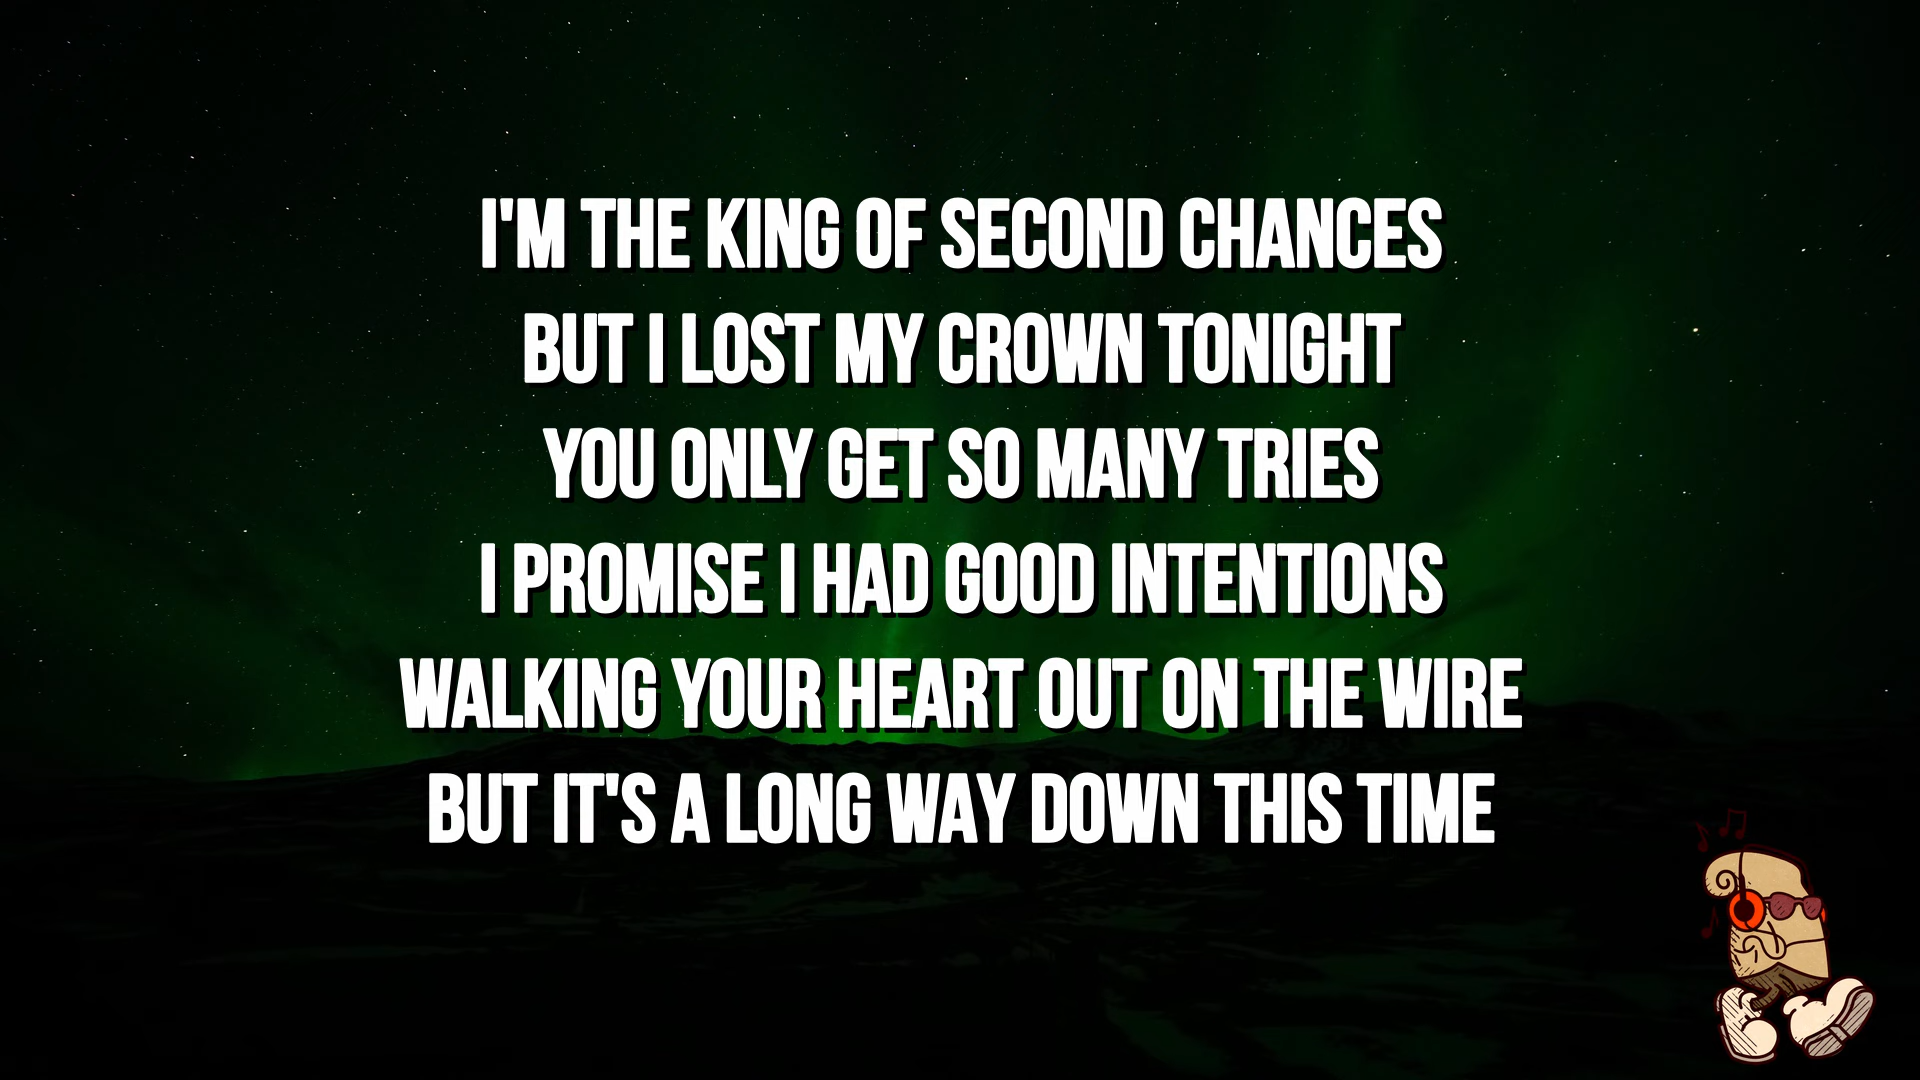 I'M THE KING OF SECOND CHANCES
BUT I LOST MY CROWN TONIGHT
YOU ONLY GET SO MANY TRIES
I PROMISE I HAD GOOD INTENTIONS
WALKING YOUR HEART OUT ON THE WIRE
BUT IT'S A LONG WAY DOWN THIS TIME